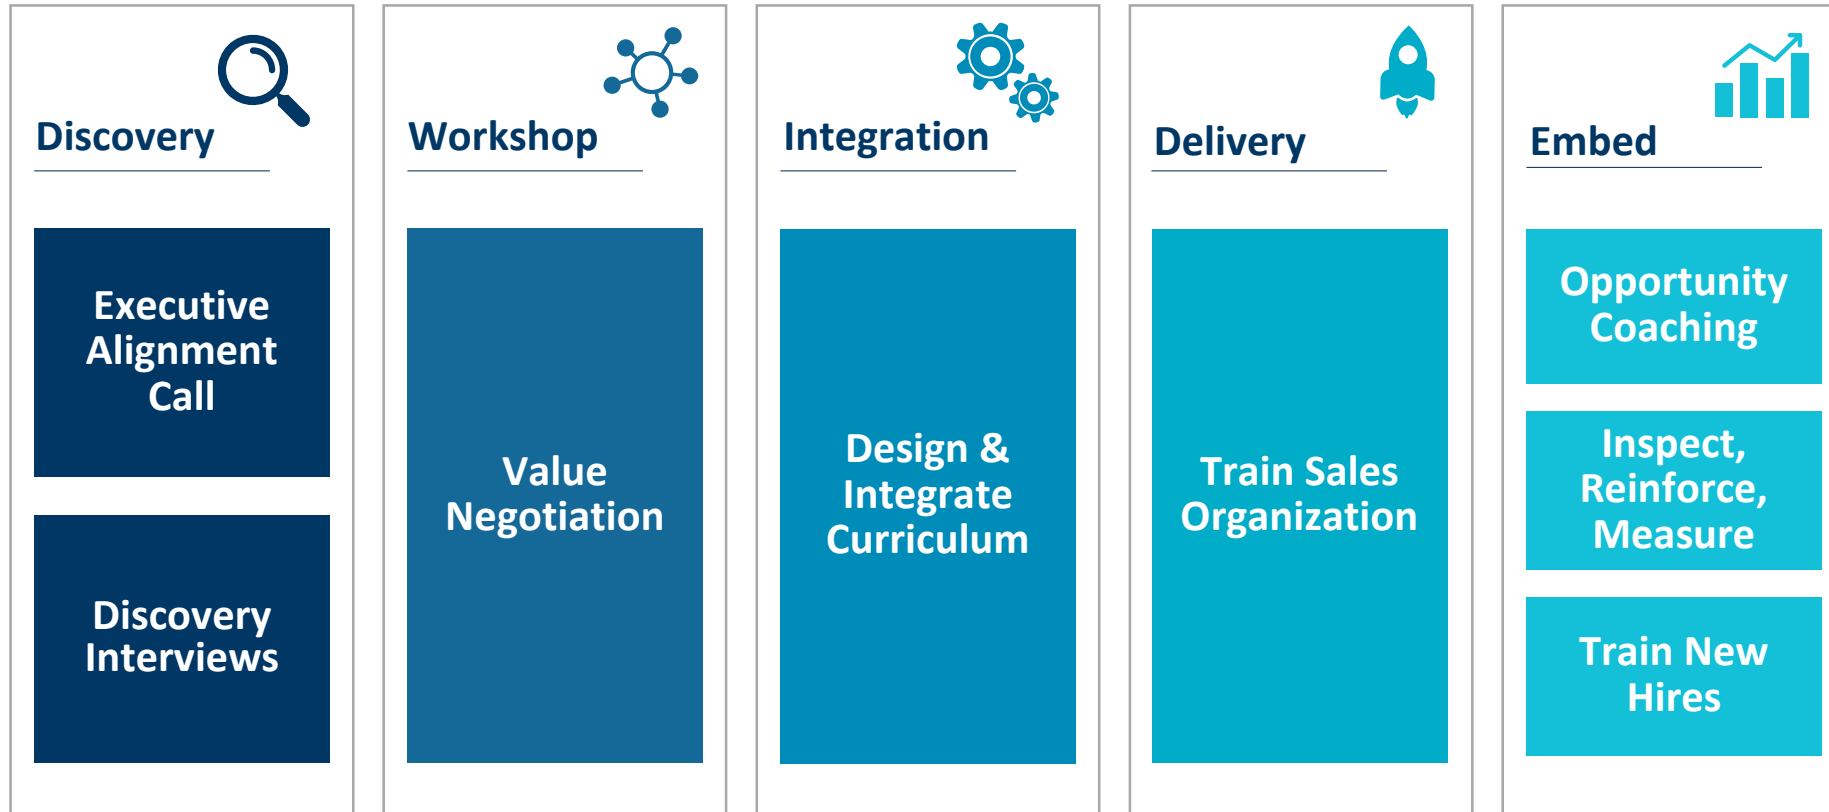 Discovery
Executive
Alignment
Call
Discovery
Interviews
Workshop
Value
Negotiation
Integration
Design &
Integrate
Curriculum
Delivery
Train Sales
Organization
Embed
Opportunity
Coaching
Inspect,
Reinforce,
Measure
Train New
Hires